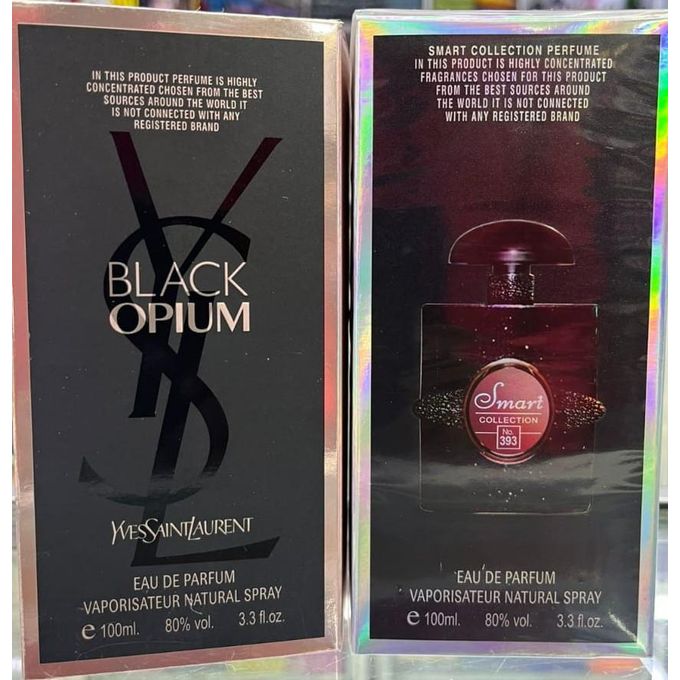 IN THIS PRODUCT PERFUME IS HIGHLY
CONCENTRATED CHOSEN FROM THE BEST
SOURCES AROUND THE WORLD IT
IS NOT CONNECTED WITH ANY
REGISTERED BRAND
YSL
BLACK
OPIUM
YVESSAINTLAURENT
EAU DE PARFUM
VAPORISATEUR NATURAL SPRAY
e 100ml. 80% vol. 3.3 fl.oz.
SMART COLLECTION PERFUME
IN THIS PRODUCT IS HIGHLY CONCENTRATED
FRAGRANCES CHOSEN FOR THIS PRODUCT
FROM THE BEST SOURCES AROUND
THE WORLD IT IS NOT CONNECTED
WITH ANY REGISTERED BRAND
Smart
COLLECTION
No.
393
EAU DE PARFUM
VAPORISATEUR NATURAL SPRAY
e 100ml. 80% vol. 3.3 fl.oz.